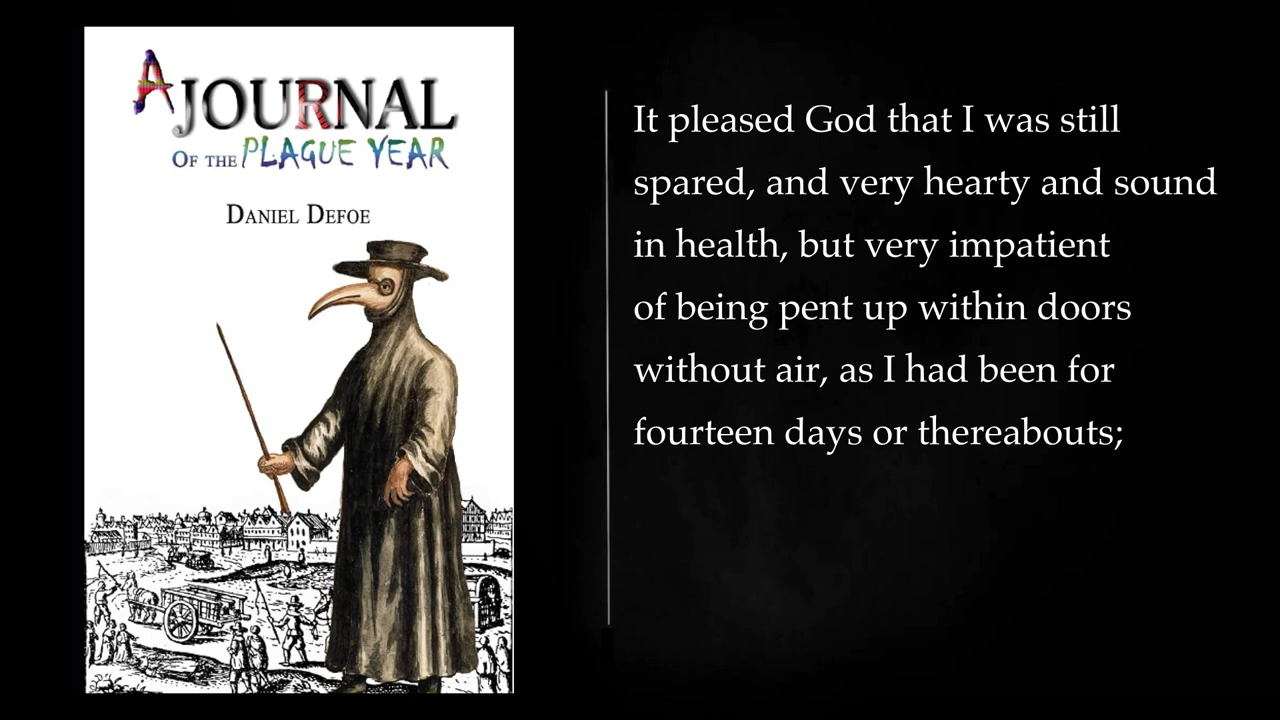 A JOURNAL
OF THE PLAGUE YEAR
DANIEL DEFOE
It pleased God that I was still
spared, and very hearty and sound
in health, but very impatient
of being pent up within doors
without air, as I had been for
fourteen days or thereabouts;